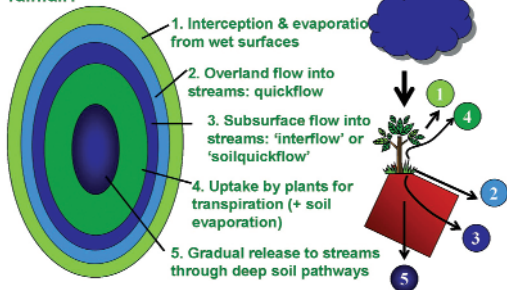 1. Interception & evaporatio
from wet surfaces
2. Overland flow into
streams: quickflow
3. Subsurface flow into
streams: ‘interflow’ or
‘soilquickflow’
4. Uptake by plants for
transpiration (+ soil
evaporation)
5. Gradual release to streams
through deep soil pathways
1
4
2
3
5